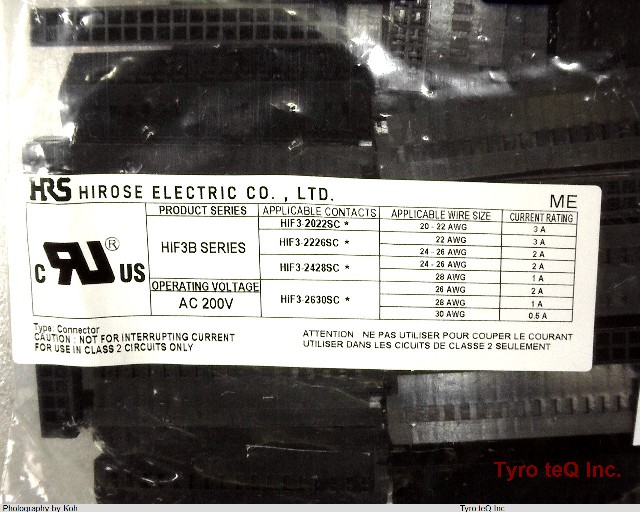 HRS HIROSE ELECTRIC CO., LTD.
ME
PRODUCT SERIES APPLICABLE CONTACTS APPLICABLE WIRE SIZE CURRENT RATING
HIF3B SERIES
HIF3-2022SC * 20 - 22 AWG 3 A
HIF3-2226SC * 22 AWG 3 A
24 - 26 AWG 2 A
HIF3-2428SC * 24 - 26 AWG 2 A
28 AWG 1 A
OPERATING VOLTAGE
AC 200V
HIF3-2630SC * 26 AWG 2 A
28 AWG 1 A
30 AWG 0.5 A
C RU ® US
Type: Connector
CAUTION : NOT FOR INTERRUPTING CURRENT
FOR USE IN CLASS 2 CIRCUITS ONLY
ATTENTION : NE PAS UTILISER POUR COUPER LE COURANT
UTILISER DANS LES CICUITS DE CLASSE 2 SEULEMENT
Tyro teQ Inc.
Photography by Koh
Tyro teQ Inc